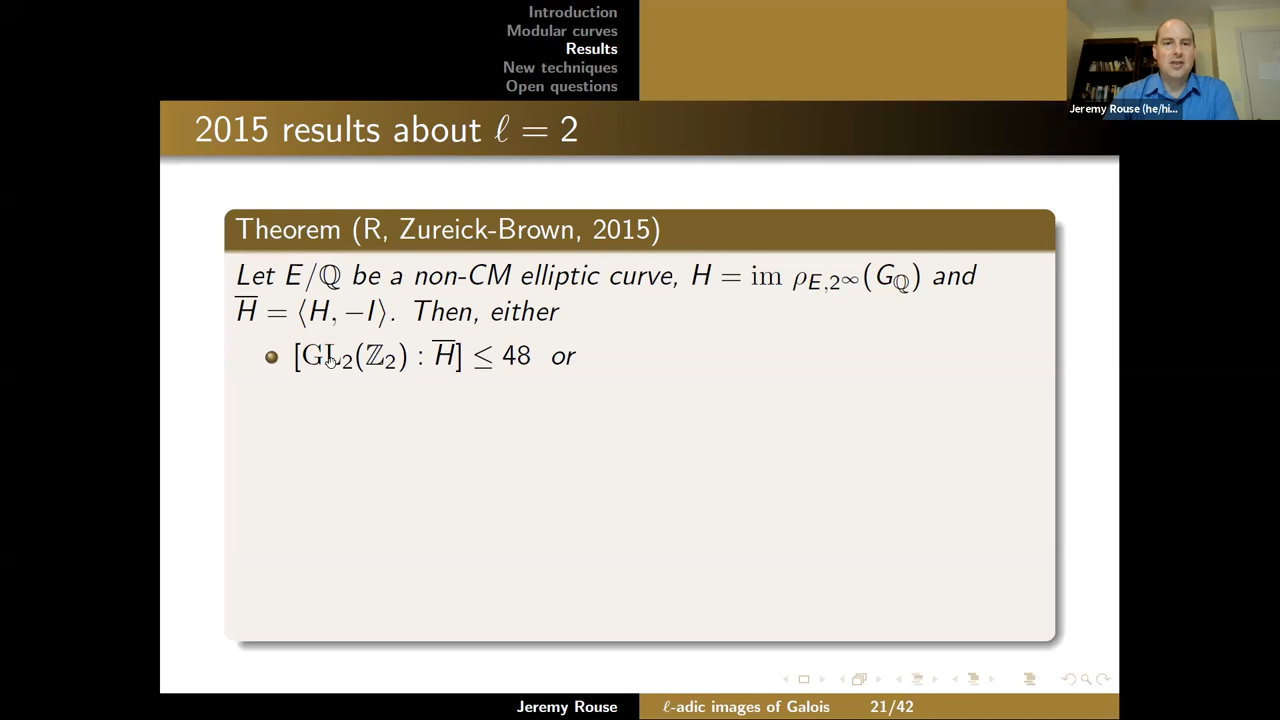 Introduction
Modular curves
Results
New techniques
Open questions
Jeremy Rouse (he/hi...
2015 results about ℓ = 2
Theorem (R, Zureick-Brown, 2015)
Let E/ℚ be a non-CM elliptic curve, H = im ρ_{E,2^∞}(G_ℚ) and
H̅ = ⟨H, −I⟩. Then, either
[GL₂(ℤ₂) : H̅] ≤ 48 or
Jeremy Rouse
ℓ-adic images of Galois
21/42